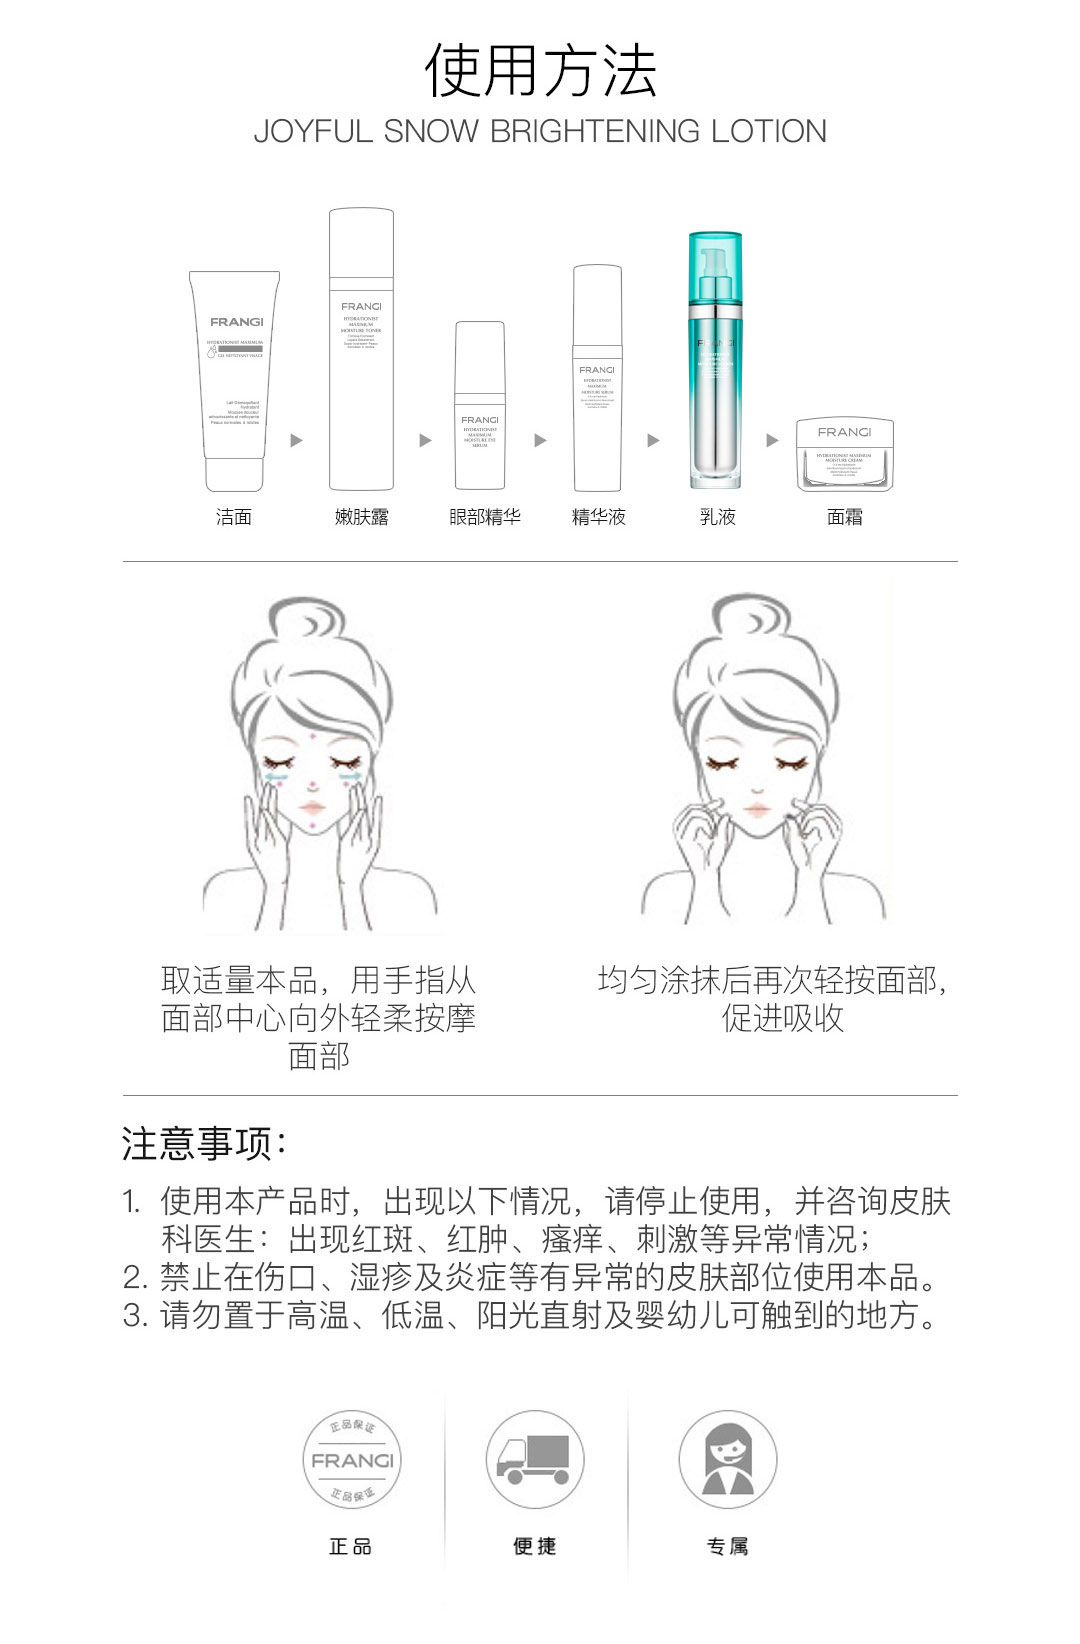 使用方法
JOYFUL SNOW BRIGHTENING LOTION
FRANGI
HYDRATIONIST MAXIMUM
GEL NETTOYANT VISAGE
Lait Démaquillant
Hydratant
Mousse douceur
Peaux normales à mixtes
FRANGI
HYDRATIONIST
MAXIMUM
MOISTURE TONER
FRANGI
HYDRATIONIST
MAXIMUM
MOISTURE EYE
SERUM
FRANGI
HYDRATIONIST
MAXIMUM
MOISTURE SERUM
FRANGI
FRANGI
HYDRATIONIST MAXIMUM
MOISTURE CREAM
洁面
嫩肤露
眼部精华
精华液
乳液
面霜
取适量本品，用手指从
面部中心向外轻柔按摩
面部
均匀涂抹后再次轻按面部，
促进吸收
注意事项：
1. 使用本产品时，出现以下情况，请停止使用，并咨询皮肤
科医生：出现红斑、红肿、瘙痒、刺激等异常情况；
2. 禁止在伤口、湿疹及炎症等有异常的皮肤部位使用本品。
3. 请勿置于高温、低温、阳光直射及婴幼儿可触到的地方。
正品保证
FRANGI
正品保证
正品
便捷
专属